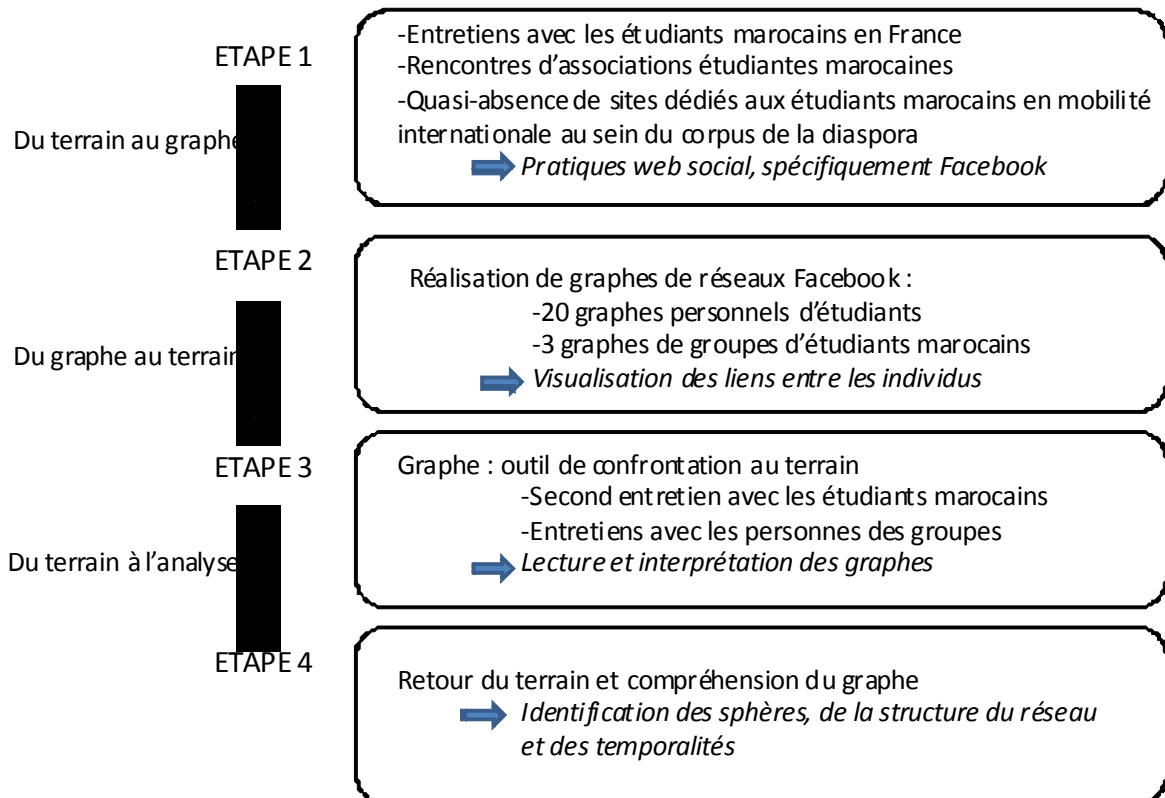 ETAPE 1
-Entretiens avec les étudiants marocains en France
-Rencontres d'associations étudiantes marocaines
-Quasi-absence de sites dédiés aux étudiants marocains en mobilité
internationale au sein du corpus de la diaspora
Pratiques web social, spécifiquement Facebook
Du terrain au graphe
ETAPE 2
Réalisation de graphes de réseaux Facebook :
-20 graphes personnels d'étudiants
-3 graphes de groupes d'étudiants marocains
Visualisation des liens entre les individus
Du graphe au terrain
ETAPE 3
Graphe : outil de confrontation au terrain
-Second entretien avec les étudiants marocains
-Entretiens avec les personnes des groupes
Lecture et interprétation des graphes
Du terrain à l'analyse
ETAPE 4
Retour du terrain et compréhension du graphe
Identification des sphères, de la structure du réseau
et des temporalités